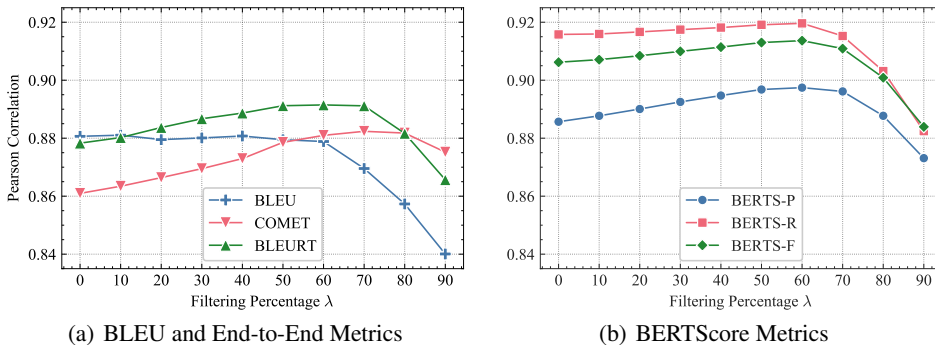 0.92
0.90
0.88
0.86
0.84
Pearson Correlation
BLEU
COMET
BLEURT
0 10 20 30 40 50 60 70 80 90
Filtering Percentage λ
(a) BLEU and End-to-End Metrics
0.92
0.90
0.88
0.86
0.84
BERTS-P
BERTS-R
BERTS-F
0 10 20 30 40 50 60 70 80 90
Filtering Percentage λ
(b) BERTScore Metrics